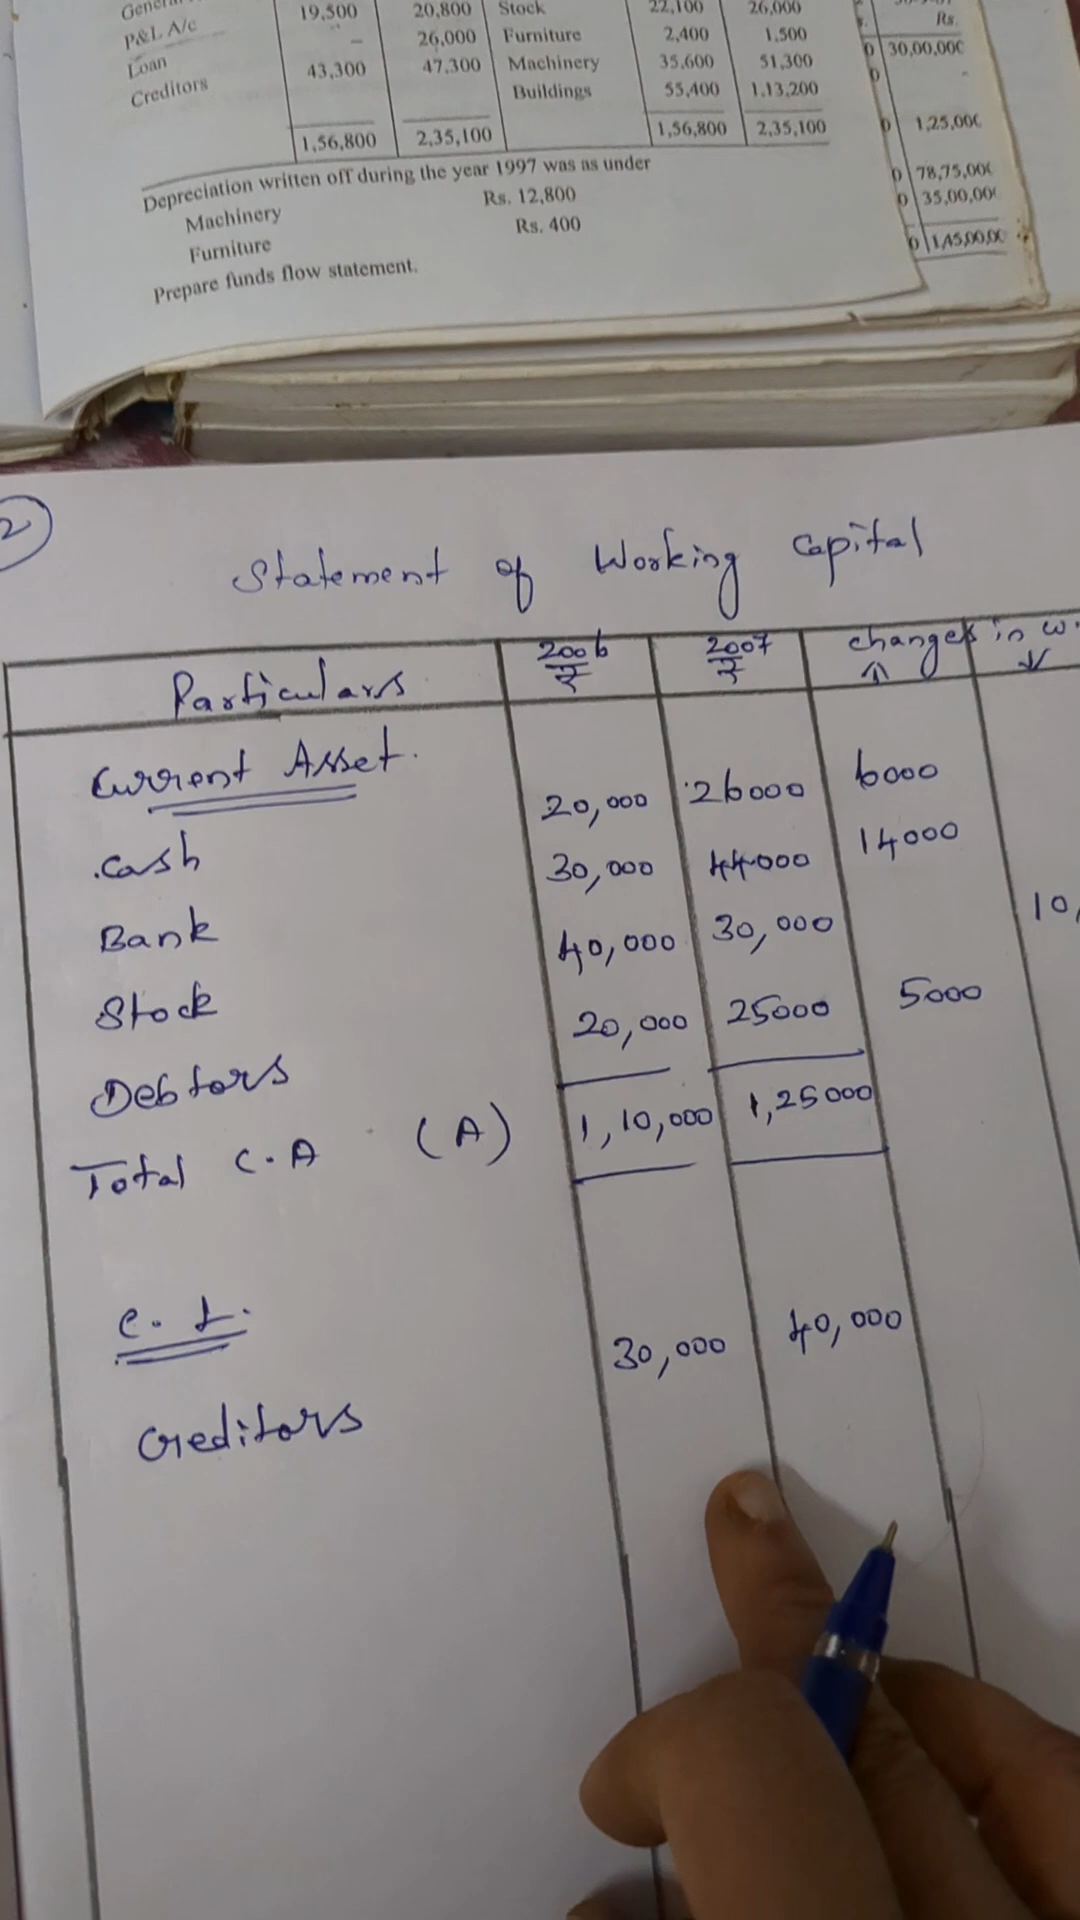 P&L A/c 19,500 20,800 Stock 22,100 26,000
Loan – 26,000 Furniture 2,400 1,500
Creditors 43,300 47,300 Machinery 35,600 51,300
Buildings 55,400 1,13,200
1,56,800 2,35,100 1,56,800 2,35,100
Depreciation written off during the year 1997 was as under
Machinery Rs. 12,800
Furniture Rs. 400
Prepare funds flow statement.
Rs.
30,00,000
-
1,25,000
78,75,000
35,00,000
1,45,00,000
2
Statement of Working Capital
Particulars 2006 ₹ 2007 ₹ changes in w. ↑ ↓
Current Asset.
Cash 20,000 26000 6000
Bank 30,000 44000 14000
Stock 40,000 30,000 10,
Debtors 20,000 25000 5000
Total C.A (A) 1,10,000 1,25000
C.L.
Creditors 30,000 40,000